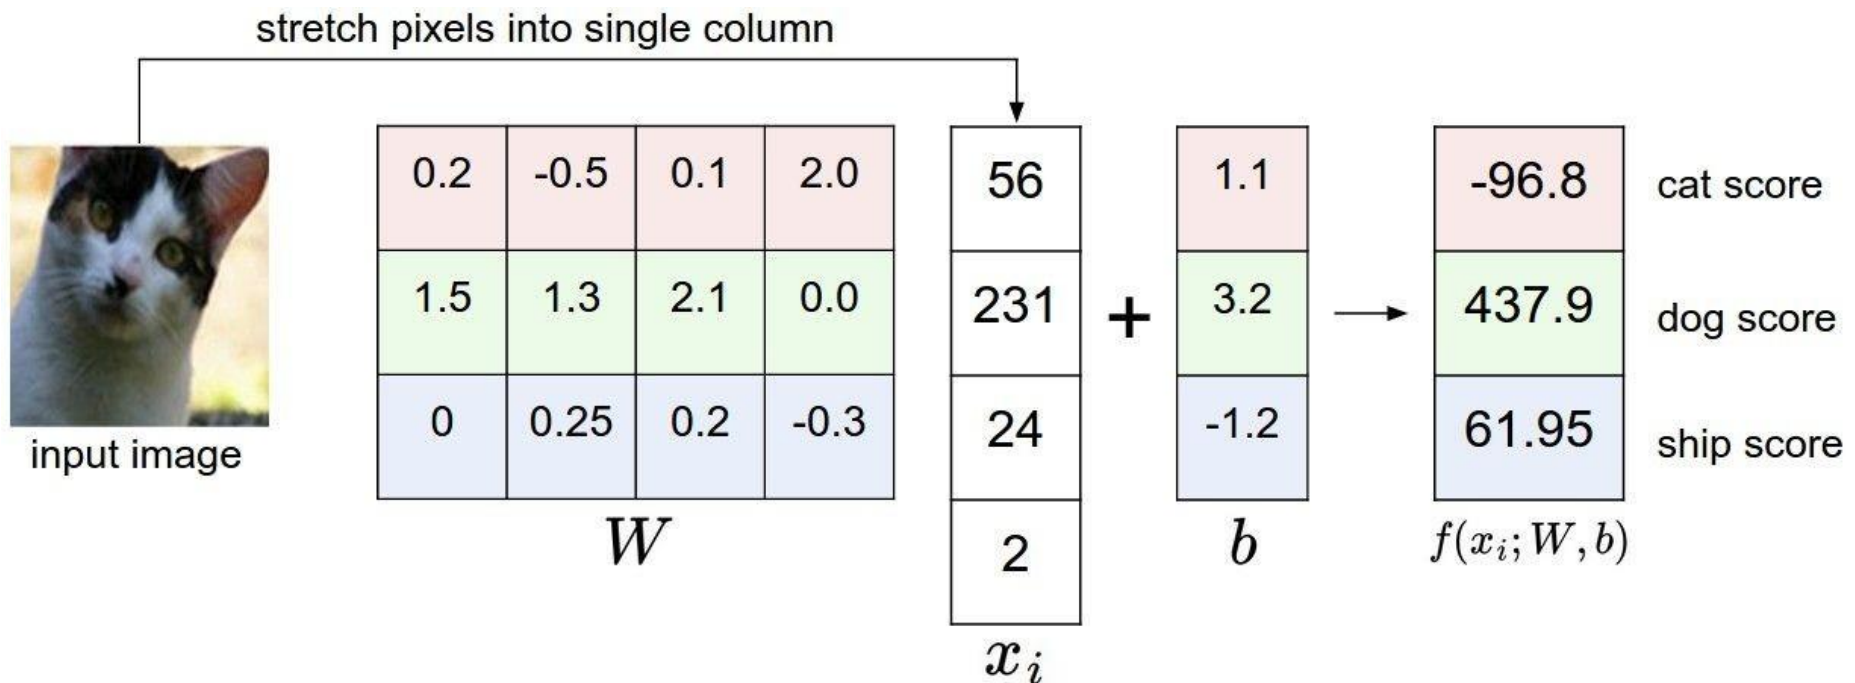 stretch pixels into single column
input image
0.2 -0.5 0.1 2.0
1.5 1.3 2.1 0.0
0 0.25 0.2 -0.3
W
56
231
24
2
x_i
+
1.1
3.2
-1.2
b
-96.8 cat score
437.9 dog score
61.95 ship score
f(x_i; W, b)